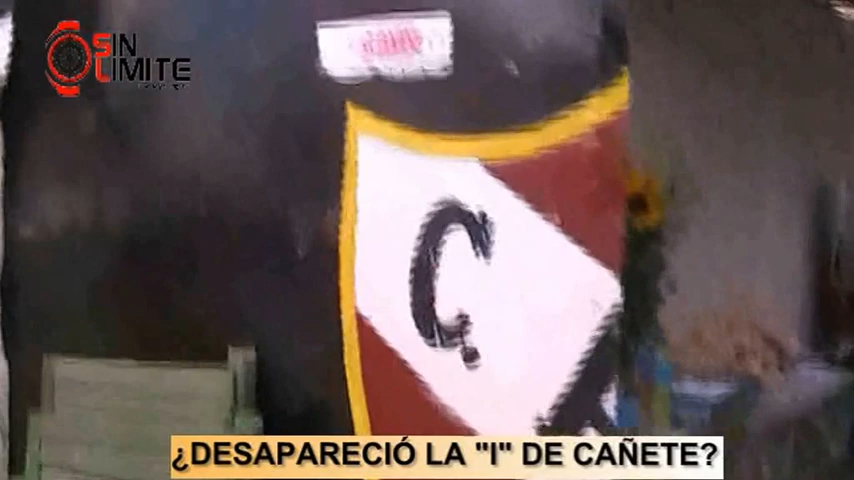 SIN
LIMITE
C
¿DESAPARECIÓ LA "I" DE CAÑETE?